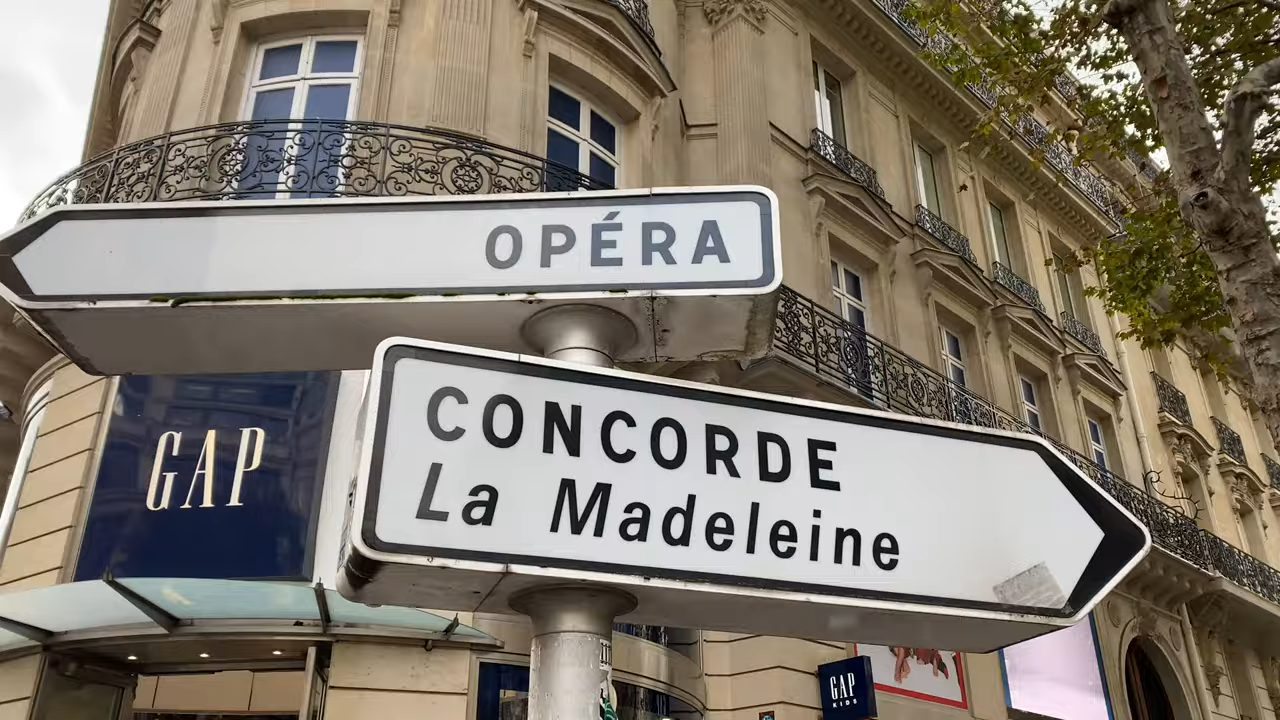 OPÉRA
CONCORDE
La Madeleine
GAP
GAP
KIDS